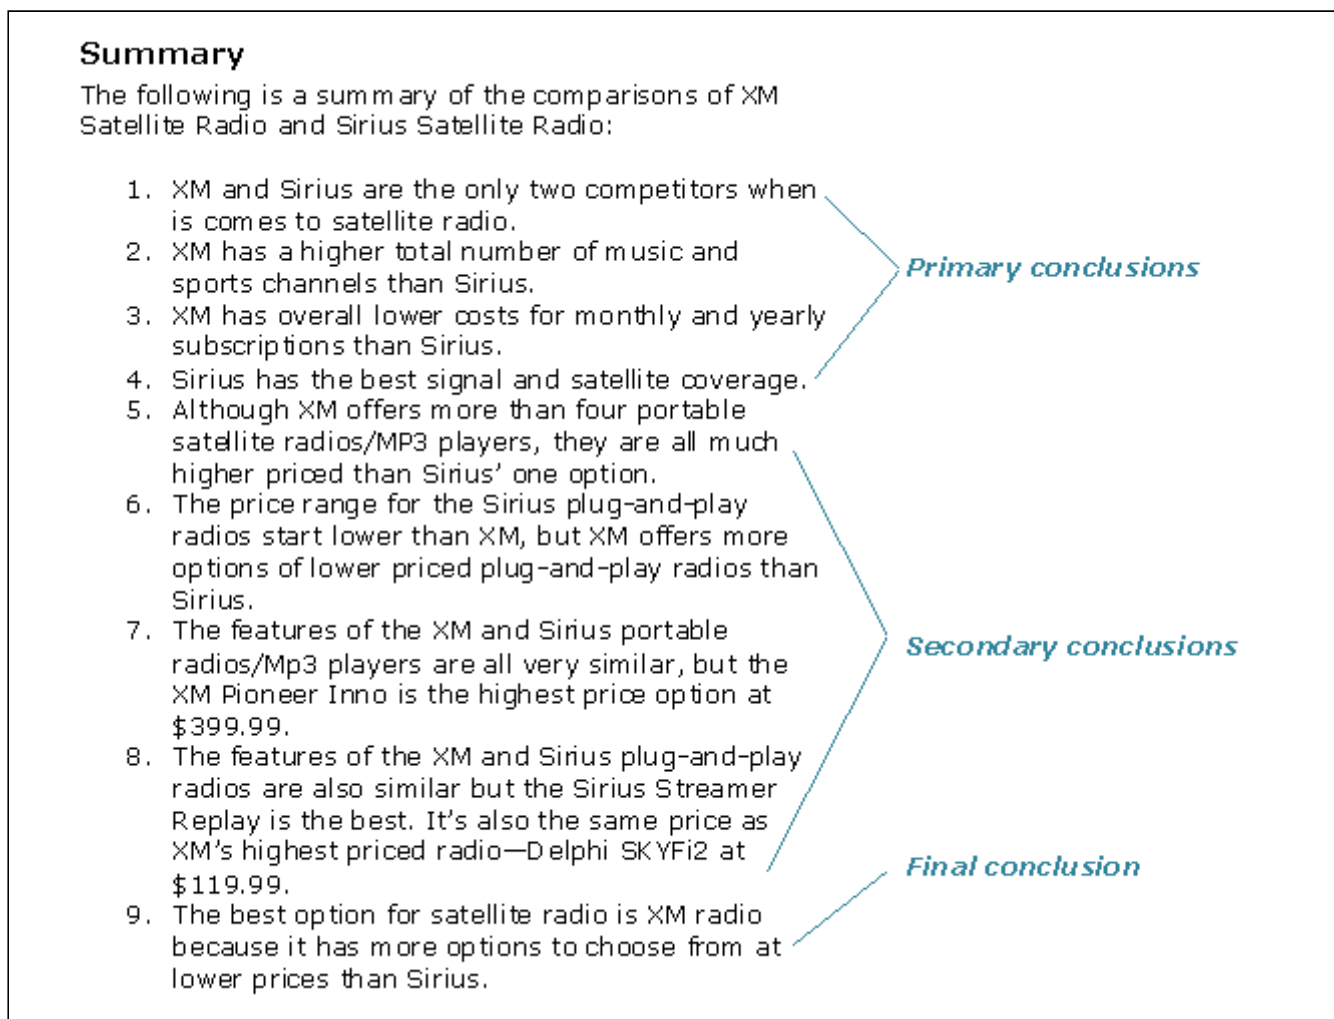 Summary
The following is a summary of the comparisons of XM
Satellite Radio and Sirius Satellite Radio:
1. XM and Sirius are the only two competitors when
is comes to satellite radio.
2. XM has a higher total number of music and
sports channels than Sirius.
Primary conclusions
3. XM has overall lower costs for monthly and yearly
subscriptions than Sirius.
4. Sirius has the best signal and satellite coverage.
5. Although XM offers more than four portable
satellite radios/MP3 players, they are all much
higher priced than Sirius’ one option.
6. The price range for the Sirius plug-and-play
radios start lower than XM, but XM offers more
options of lower priced plug-and-play radios than
Sirius.
7. The features of the XM and Sirius portable
radios/Mp3 players are all very similar, but the
XM Pioneer Inno is the highest price option at
$399.99.
Secondary conclusions
8. The features of the XM and Sirius plug-and-play
radios are also similar but the Sirius Streamer
Replay is the best. It’s also the same price as
XM’s highest priced radio—Delphi SKYFi2 at
$119.99.
Final conclusion
9. The best option for satellite radio is XM radio
because it has more options to choose from at
lower prices than Sirius.